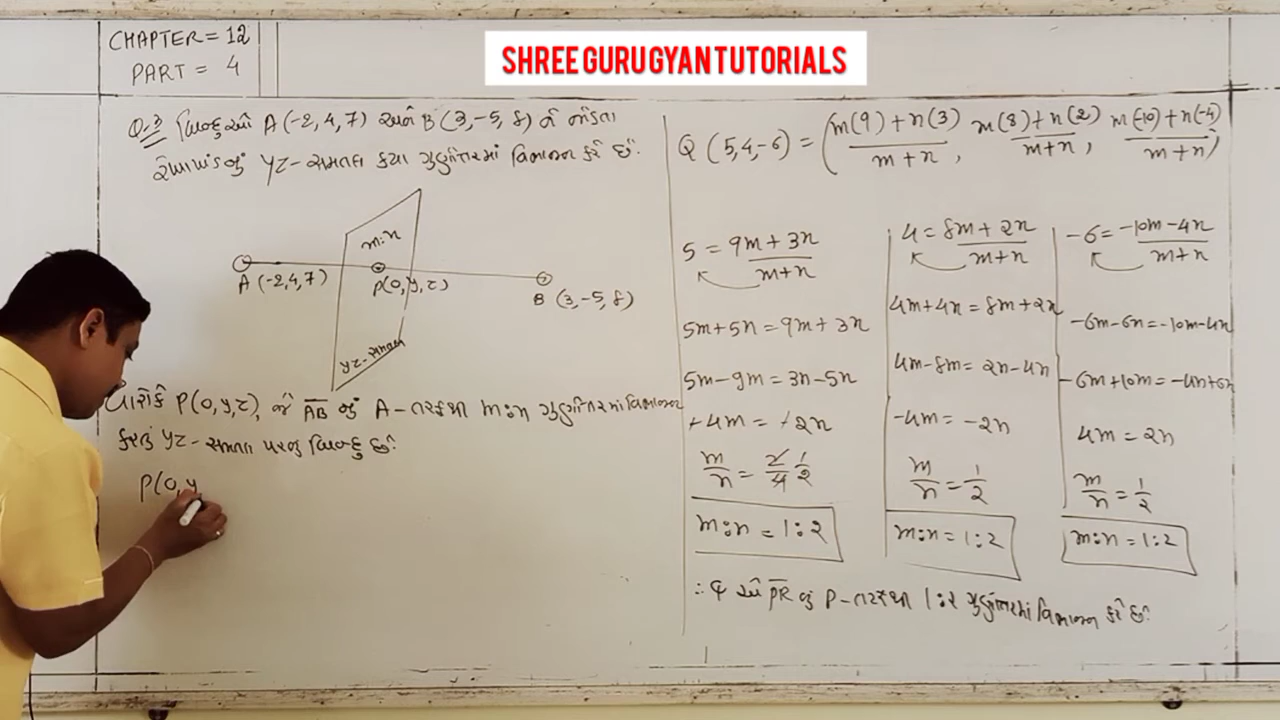 CHAPTER = 12
PART = 4
SHREE GURU GYAN TUTORIALS
Q.3 બિંદુઓ A (-2, 4, 7) અને B (3, -5, 8) ને જોડતા
રેખાખંડનું YZ - સમતલ કયા ગુણોત્તરમાં વિભાજન કરે છે.
m:n
A (-2,4,7)
P(0,y,z)
B (3,-5,8)
YZ-સમતલ
ધારોકે P(0,y,z), એ A̅B̅ નું A-તરફથી m:n ગુણોત્તરમાં વિભાજન
કરતું YZ-સમતલ પરનું બિંદુ છે.
P(0, y
Q (5,4,-6) = (m(9)+n(3)/m+n, m(8)+n(2)/m+n, m(-10)+n(-4)/m+n)
5 = 9m+3n/m+n
5m+5n = 9m+3n
5m-9m = 3n-5n
+4m = +2n
m/n = 2/4 1/2
m:n = 1:2
4 = 8m+2n/m+n
4m+4n = 8m+2n
4m-8m = 2n-4n
-4m = -2n
m/n = 1/2
m:n = 1:2
-6 = -10m-4n/m+n
-6m-6n = -10m-4n
-6m+10m = -4n+6n
4m = 2n
m/n = 1/2
m:n = 1:2
∴ Q એ P̅R̅ નું P-તરફથી 1:2 ગુણોત્તરમાં વિભાજન કરે છે.